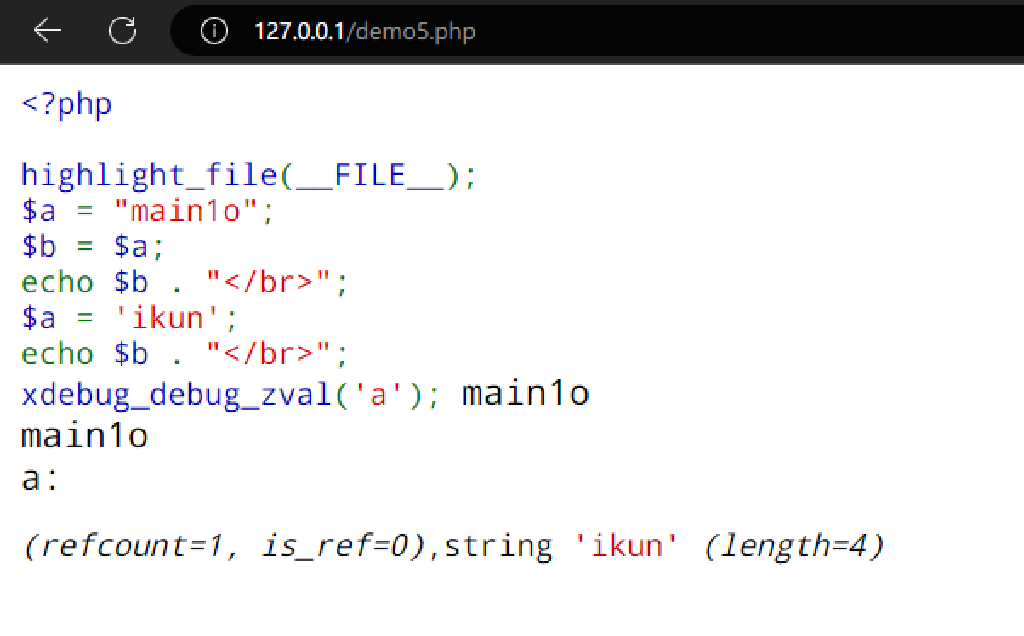 127.0.0.1/demo5.php
<?php
highlight_file(__FILE__);
$a = "main1o";
$b = $a;
echo $b . "</br>";
$a = 'ikun';
echo $b . "</br>";
xdebug_debug_zval('a'); main1o
main1o
a:
(refcount=1, is_ref=0),string 'ikun' (length=4)